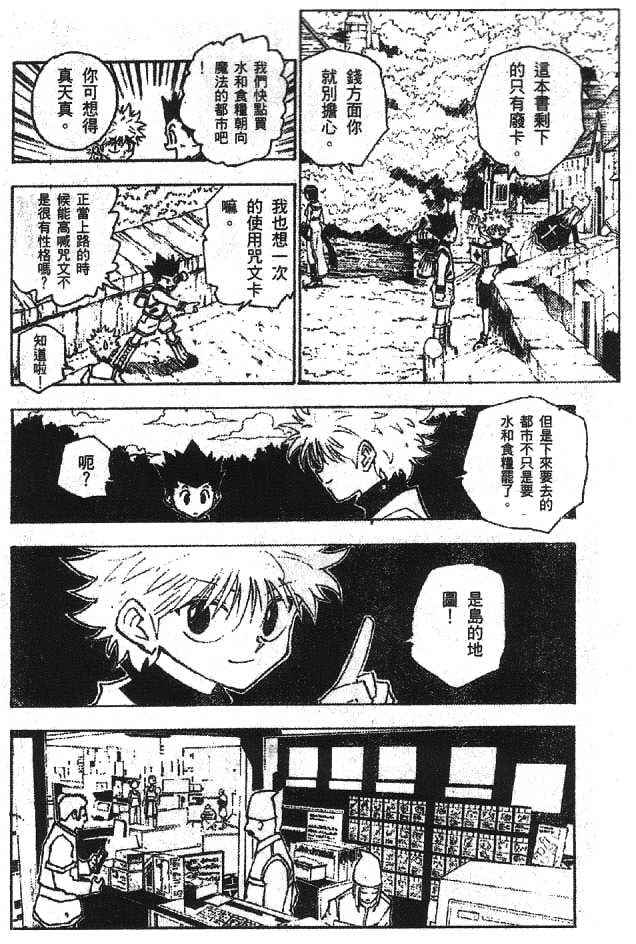 這本書剩下
的只有廢卡。
錢方面你
就別擔心。
我們快點買
水和食糧朝向
魔法的都市吧
！
你可想得
真天真。
我也想一次
的使用咒文卡
嘛。
正當上路的時
候能高喊咒文不
是很有性格嗎？
知道啦！
但是下來要去的
都市不只是要
水和食糧罷了。
呃？
是島的地
圖！